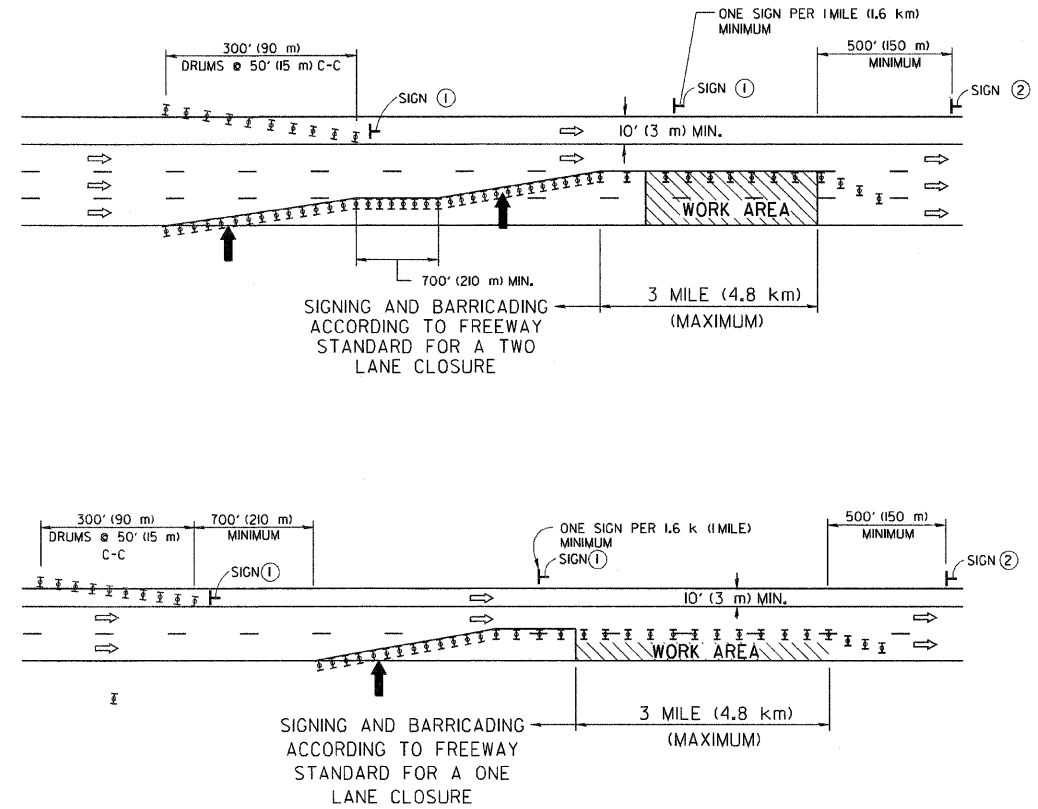 ONE SIGN PER 1 MILE (1.6 km)
MINIMUM
300' (90 m)
DRUMS @ 50' (15 m) C-C
500' (150 m)
MINIMUM
SIGN 1
SIGN 1
SIGN 2
10' (3 m) MIN.
WORK AREA
700' (210 m) MIN.
SIGNING AND BARRICADING
ACCORDING TO FREEWAY
STANDARD FOR A TWO
LANE CLOSURE
3 MILE (4.8 km)
(MAXIMUM)
300' (90 m)
DRUMS @ 50' (15 m)
C-C
700' (210 m)
MINIMUM
ONE SIGN PER 1.6 k (1MILE)
MINIMUM
SIGN 1
500' (150 m)
MINIMUM
SIGN 1
SIGN 2
10' (3 m) MIN.
WORK AREA
SIGNING AND BARRICADING
ACCORDING TO FREEWAY
STANDARD FOR A ONE
LANE CLOSURE
3 MILE (4.8 km)
(MAXIMUM)